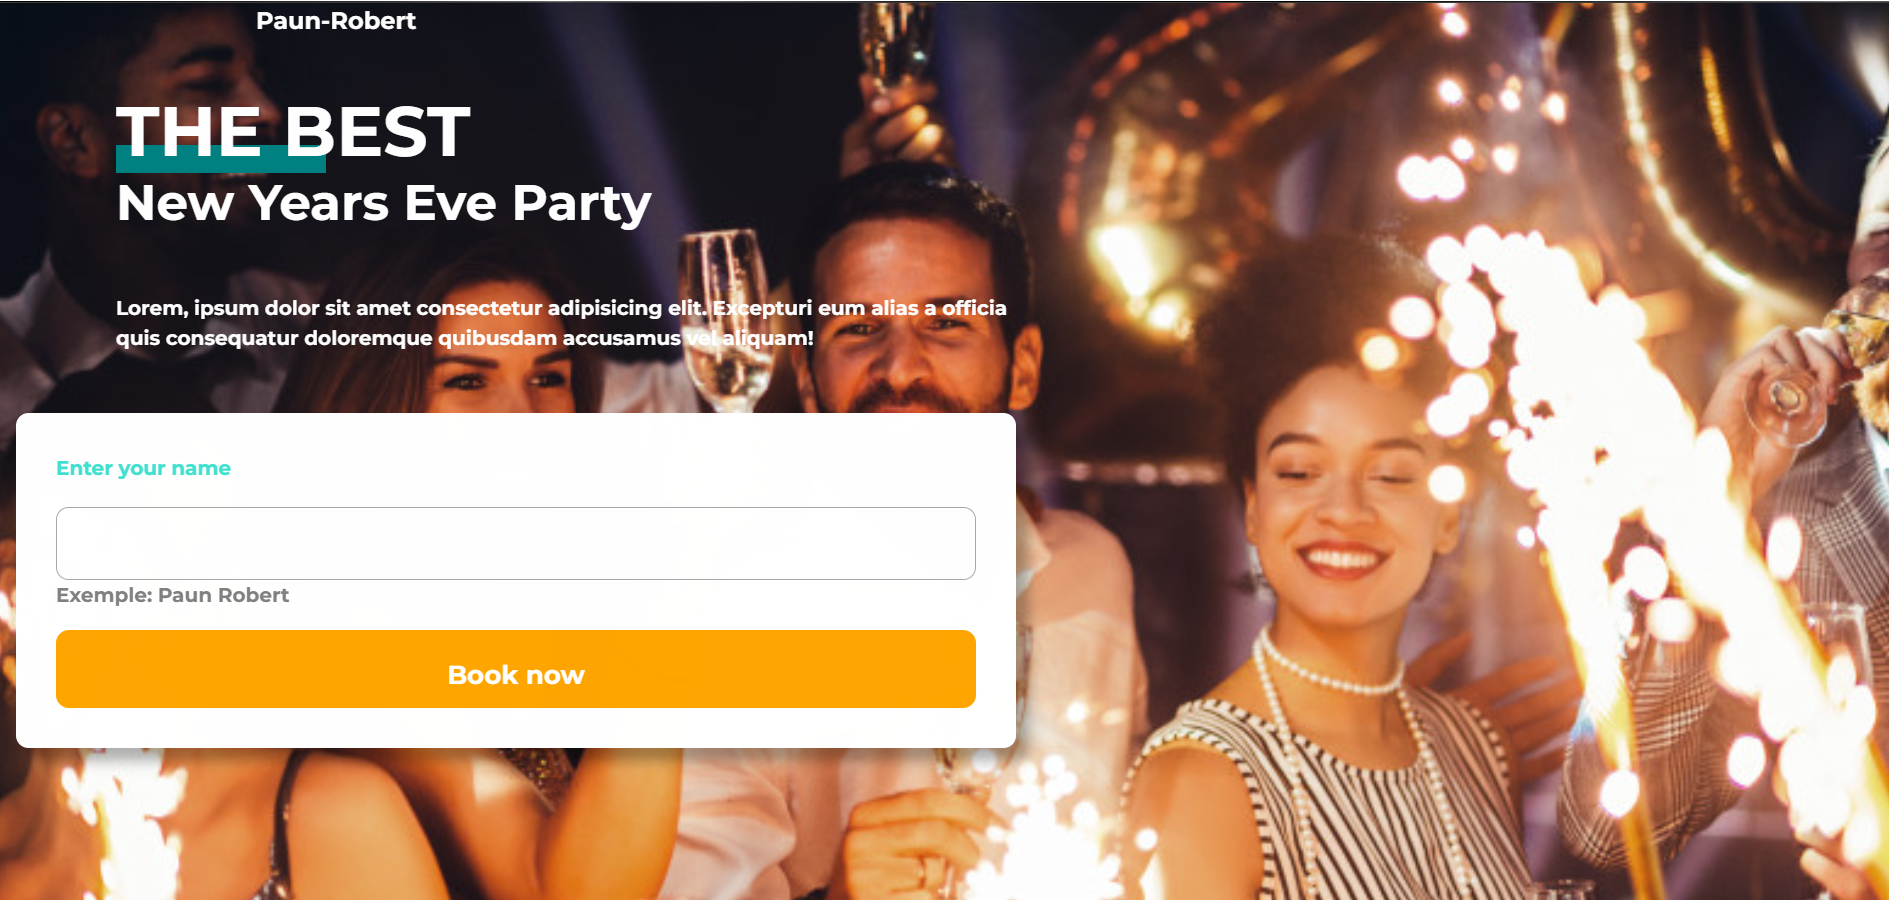 Paun-Robert
THE BEST
New Years Eve Party
Lorem, ipsum dolor sit amet consectetur adipisicing elit. Excepturi eum alias a officia
quis consequatur doloremque quibusdam accusamus vel aliquam!
Enter your name
Exemple: Paun Robert
Book now